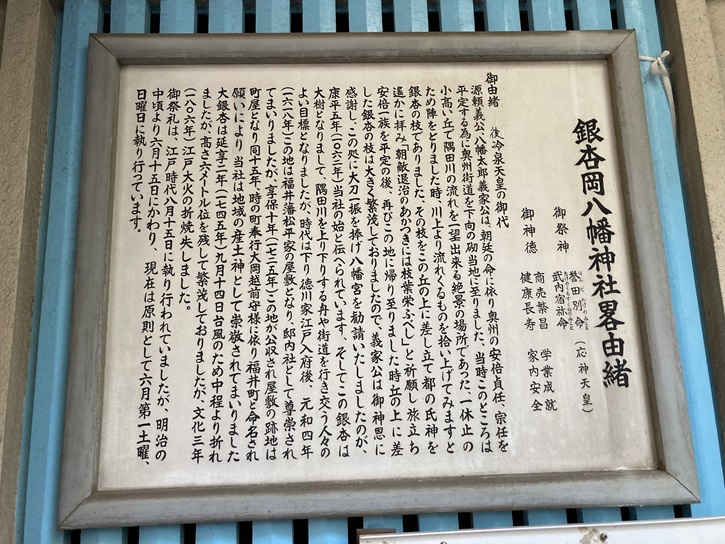 銀杏岡八幡神社畧由緒
御祭神 誉田別命(応神天皇)
武内宿祢命
御神徳 商売繁昌 学業成就
健康長寿 家内安全
御由緒 後冷泉天皇の御代
源頼義公、八幡太郎義家公は、朝廷の命に依り奥州の安倍貞任、宗任を
平定する為に奥州街道を下向の砌当地に至りました。当時このところは
小高い丘で隅田川の流れを一望出来る絶景の場所であった。一休止の
ため陣をとりました時、川上より流れくるものを拾い上げてみますと
銀杏の枝でありました。その枝をこの丘の上に差し立て都の氏神を
遥かに拝み「朝敵退治のあかつきには枝葉栄ふべし」と祈願し旅立ち
安倍一族を平定の後、再びこの地に帰り至りました時丘の上に差
した銀杏の枝は大きく繁茂しておりましたので、義家公は御神恩に
感謝し、この処に大刀一振を捧げ八幡宮を勧請いたしましたのが、
康平五年(一〇六二年)当社の始と伝へられています。そしてこの銀杏は
大樹となりまして、隅田川を上り下りする舟や街道を行き交う人々の
よい目標となりましたが、時代は下り徳川家江戸入府後、元和四年
(一六一八年)この地は福井藩松平家の屋敷となり、邸内社として尊崇され
てまいりましたが、享保十年(一七二五年)この地が公収され屋敷の跡地は
町屋となり同十五年、時の町奉行大岡越前守様に依り福井町と命名され
願いにより当社は地域の産土神として崇敬されてまいりました
大銀杏は延享二年(一七四五年)九月十四日台風のため中程より折れ
ましたが、高さ六メートル位を残して繁茂しておりましたが、文化三年
(一八〇六年)江戸大火の折焼失しました。
御祭礼は、江戸時代八月十五日に執り行われていましたが、明治の
中頃より六月十五日にかわり、現在は原則として六月第一土曜、
日曜日に執り行っています。